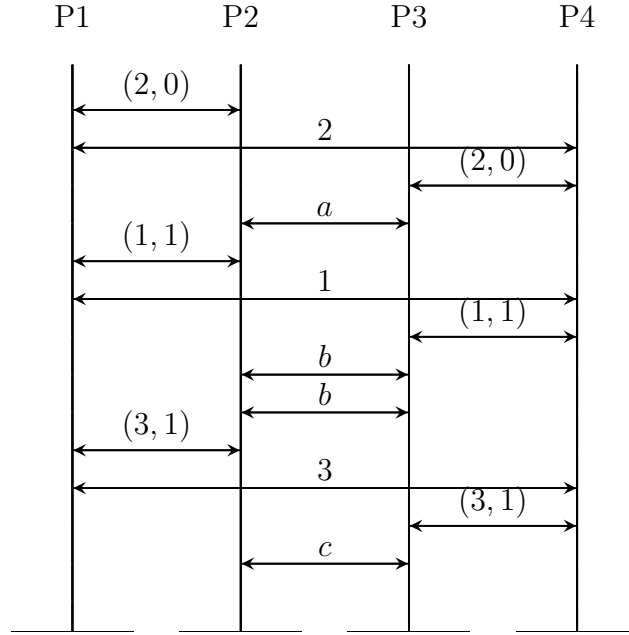 P1 P2 P3 P4
(2, 0)
2
(2, 0)
a
(1, 1)
1
(1, 1)
b
b
(3, 1)
3
(3, 1)
c